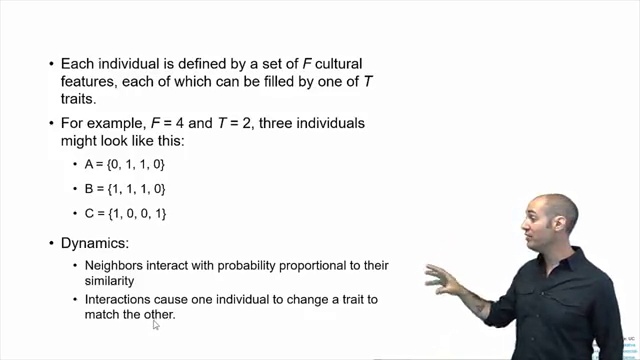 • Each individual is defined by a set of F cultural
features, each of which can be filled by one of T
traits.
• For example, F = 4 and T = 2, three individuals
might look like this:
• A = {0, 1, 1, 0}
• B = {1, 1, 1, 0}
• C = {1, 0, 0, 1}
• Dynamics:
• Neighbors interact with probability proportional to their
similarity
• Interactions cause one individual to change a trait to
match the other.